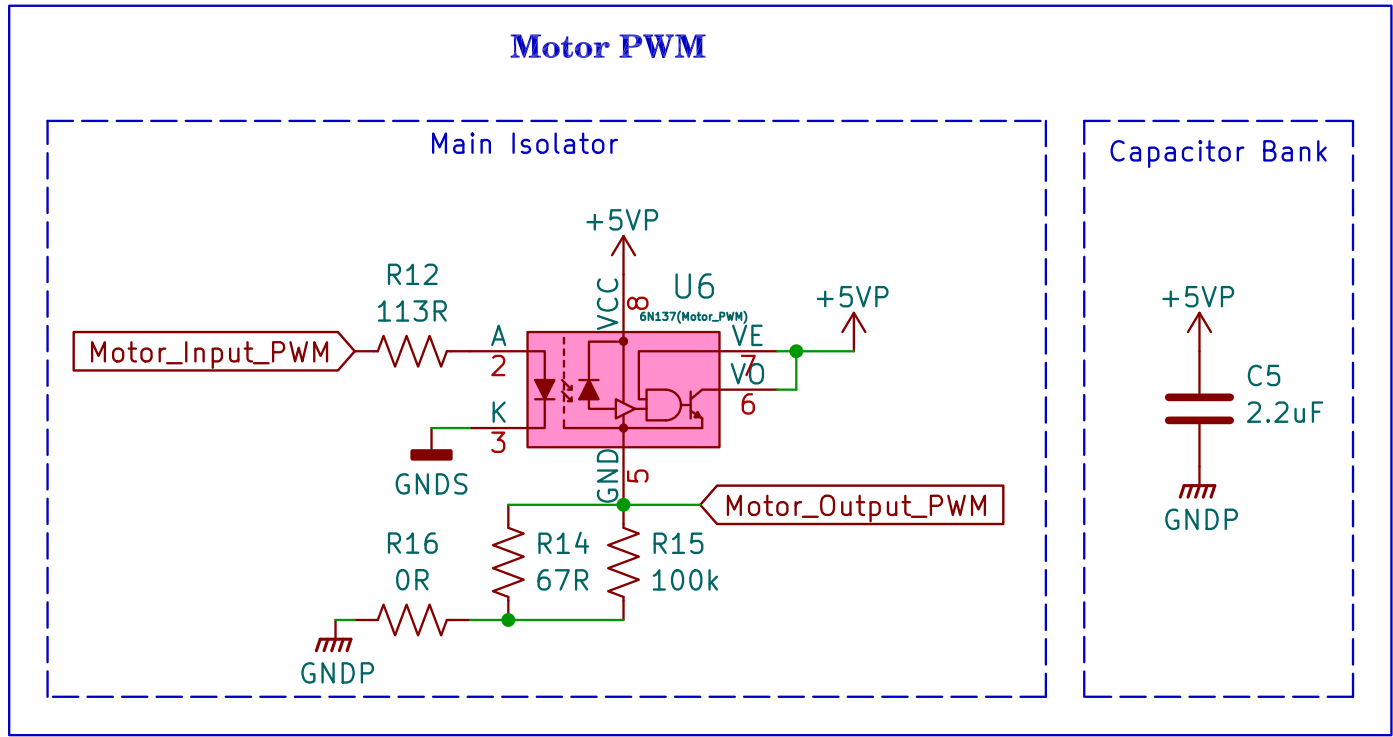 Motor PWM
Main Isolator
Capacitor Bank
+5VP
R12
113R
VCC
8
U6
6N137(Motor_PWM)
+5VP
+5VP
Motor_Input_PWM
A
2
VE
7
VO
6
K
3
GNDS
C5
2.2uF
GND
5
Motor_Output_PWM
GNDP
R16
0R
R14
67R
R15
100k
GNDP